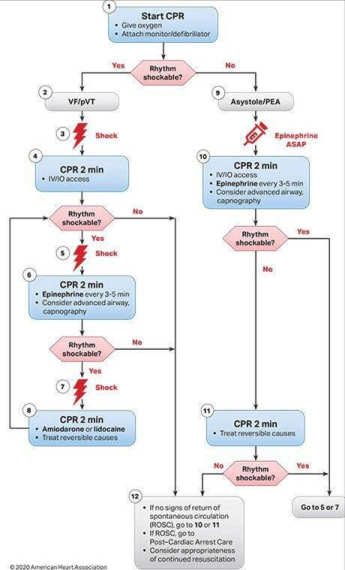 1
Start CPR
• Give oxygen
• Attach monitor/defibrillator
Yes
Rhythm
shockable?
No
2
VF/pVT
9
Asystole/PEA
3
Shock
Epinephrine
ASAP
4
CPR 2 min
• IV/IO access
10
CPR 2 min
• IV/IO access
• Epinephrine every 3-5 min
• Consider advanced airway,
capnography
Rhythm
shockable?
No
Yes
Rhythm
shockable?
Yes
No
5
Shock
6
CPR 2 min
• Epinephrine every 3-5 min
• Consider advanced airway,
capnography
Rhythm
shockable?
No
Yes
7
Shock
8
CPR 2 min
• Amiodarone or lidocaine
• Treat reversible causes
11
CPR 2 min
• Treat reversible causes
No
Rhythm
shockable?
Yes
12
• If no signs of return of
spontaneous circulation
(ROSC), go to 10 or 11
• If ROSC, go to
Post–Cardiac Arrest Care
• Consider appropriateness
of continued resuscitation
Go to 5 or 7
© 2020 American Heart Association